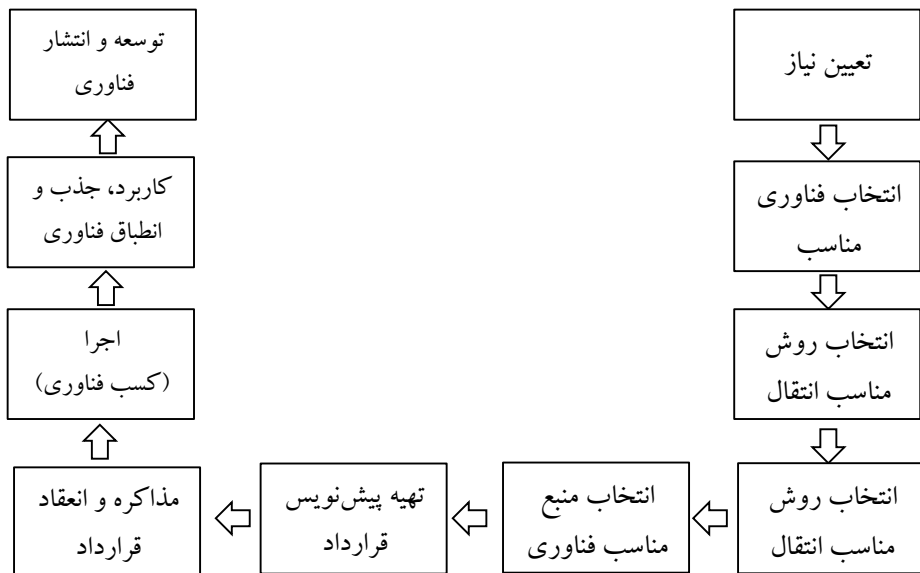 تعیین نیاز
انتخاب فناوری
مناسب
انتخاب روش
مناسب انتقال
انتخاب روش
مناسب انتقال
انتخاب منبع
مناسب فناوری
تهیه پیش‌نویس
قرارداد
مذاکره و انعقاد
قرارداد
اجرا
(کسب فناوری)
کاربرد، جذب و
انطباق فناوری
توسعه و انتشار
فناوری